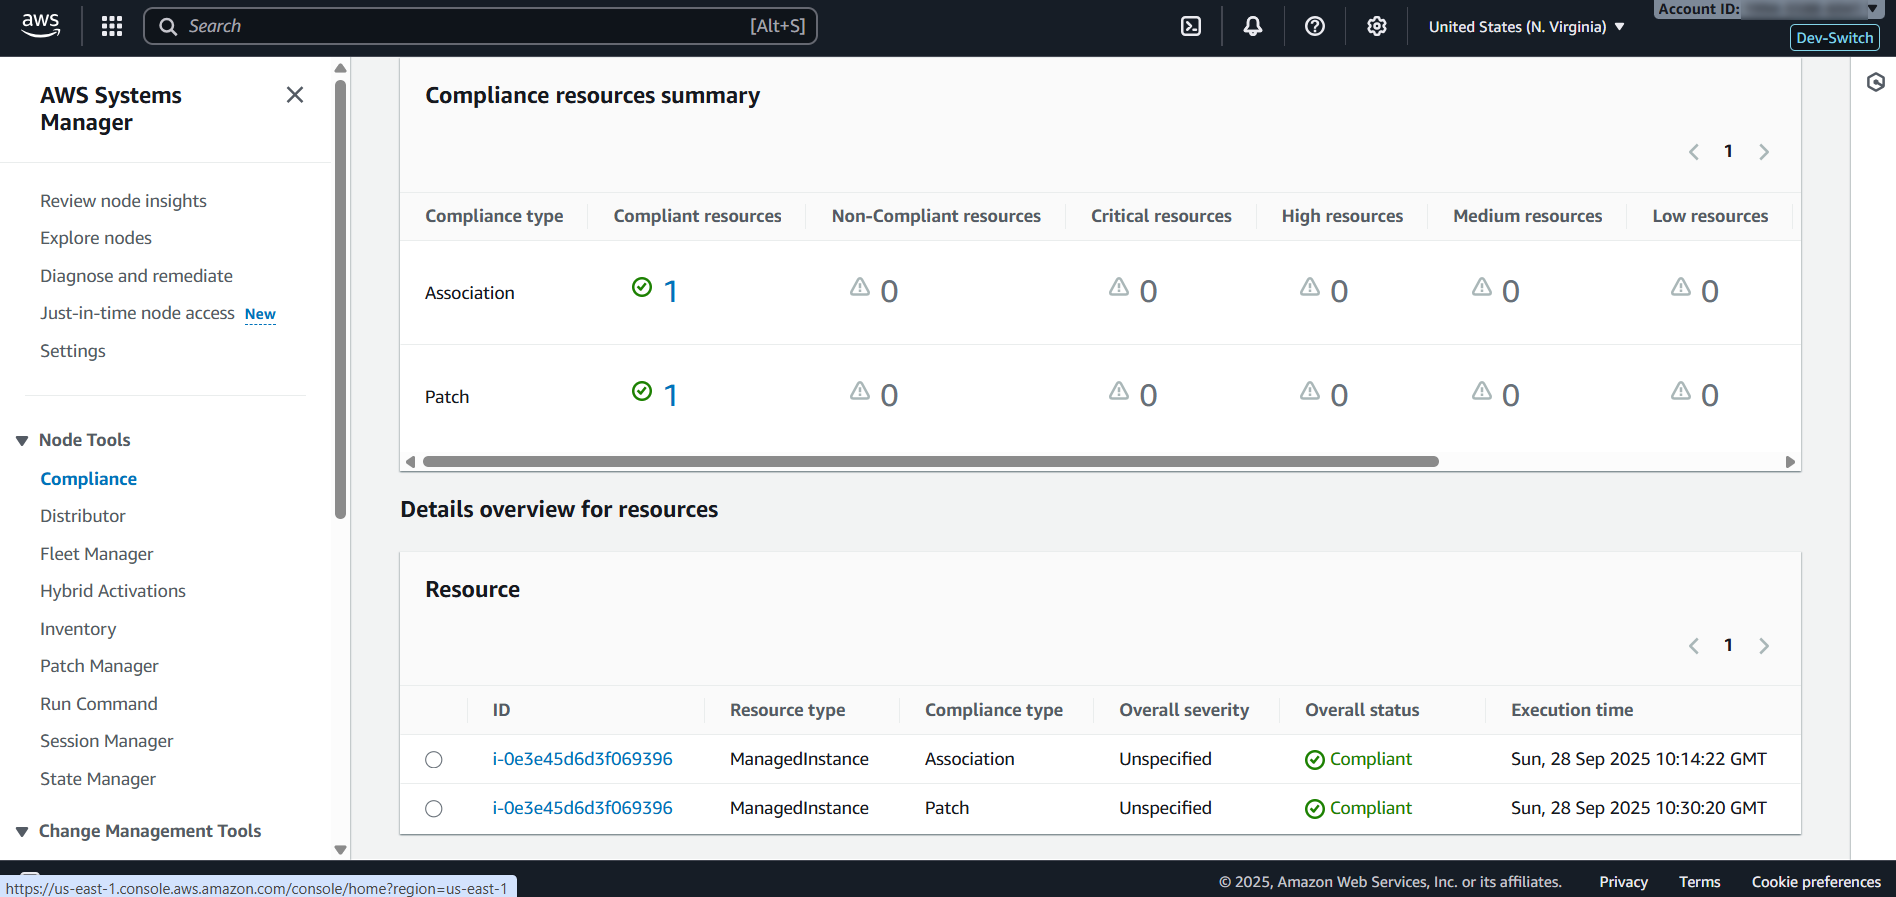 aws
Search [Alt+S]
United States (N. Virginia)
Account ID:
Dev-Switch
AWS Systems
Manager
Review node insights
Explore nodes
Diagnose and remediate
Just-in-time node access New
Settings
Node Tools
Compliance
Distributor
Fleet Manager
Hybrid Activations
Inventory
Patch Manager
Run Command
Session Manager
State Manager
Change Management Tools
Compliance resources summary
1
Compliance type Compliant resources Non-Compliant resources Critical resources High resources Medium resources Low resources
Association 1 0 0 0 0 0
Patch 1 0 0 0 0 0
Details overview for resources
Resource
1
ID Resource type Compliance type Overall severity Overall status Execution time
i-0e3e45d6d3f069396 ManagedInstance Association Unspecified Compliant Sun, 28 Sep 2025 10:14:22 GMT
i-0e3e45d6d3f069396 ManagedInstance Patch Unspecified Compliant Sun, 28 Sep 2025 10:30:20 GMT
https://us-east-1.console.aws.amazon.com/console/home?region=us-east-1
© 2025, Amazon Web Services, Inc. or its affiliates. Privacy Terms Cookie preferences